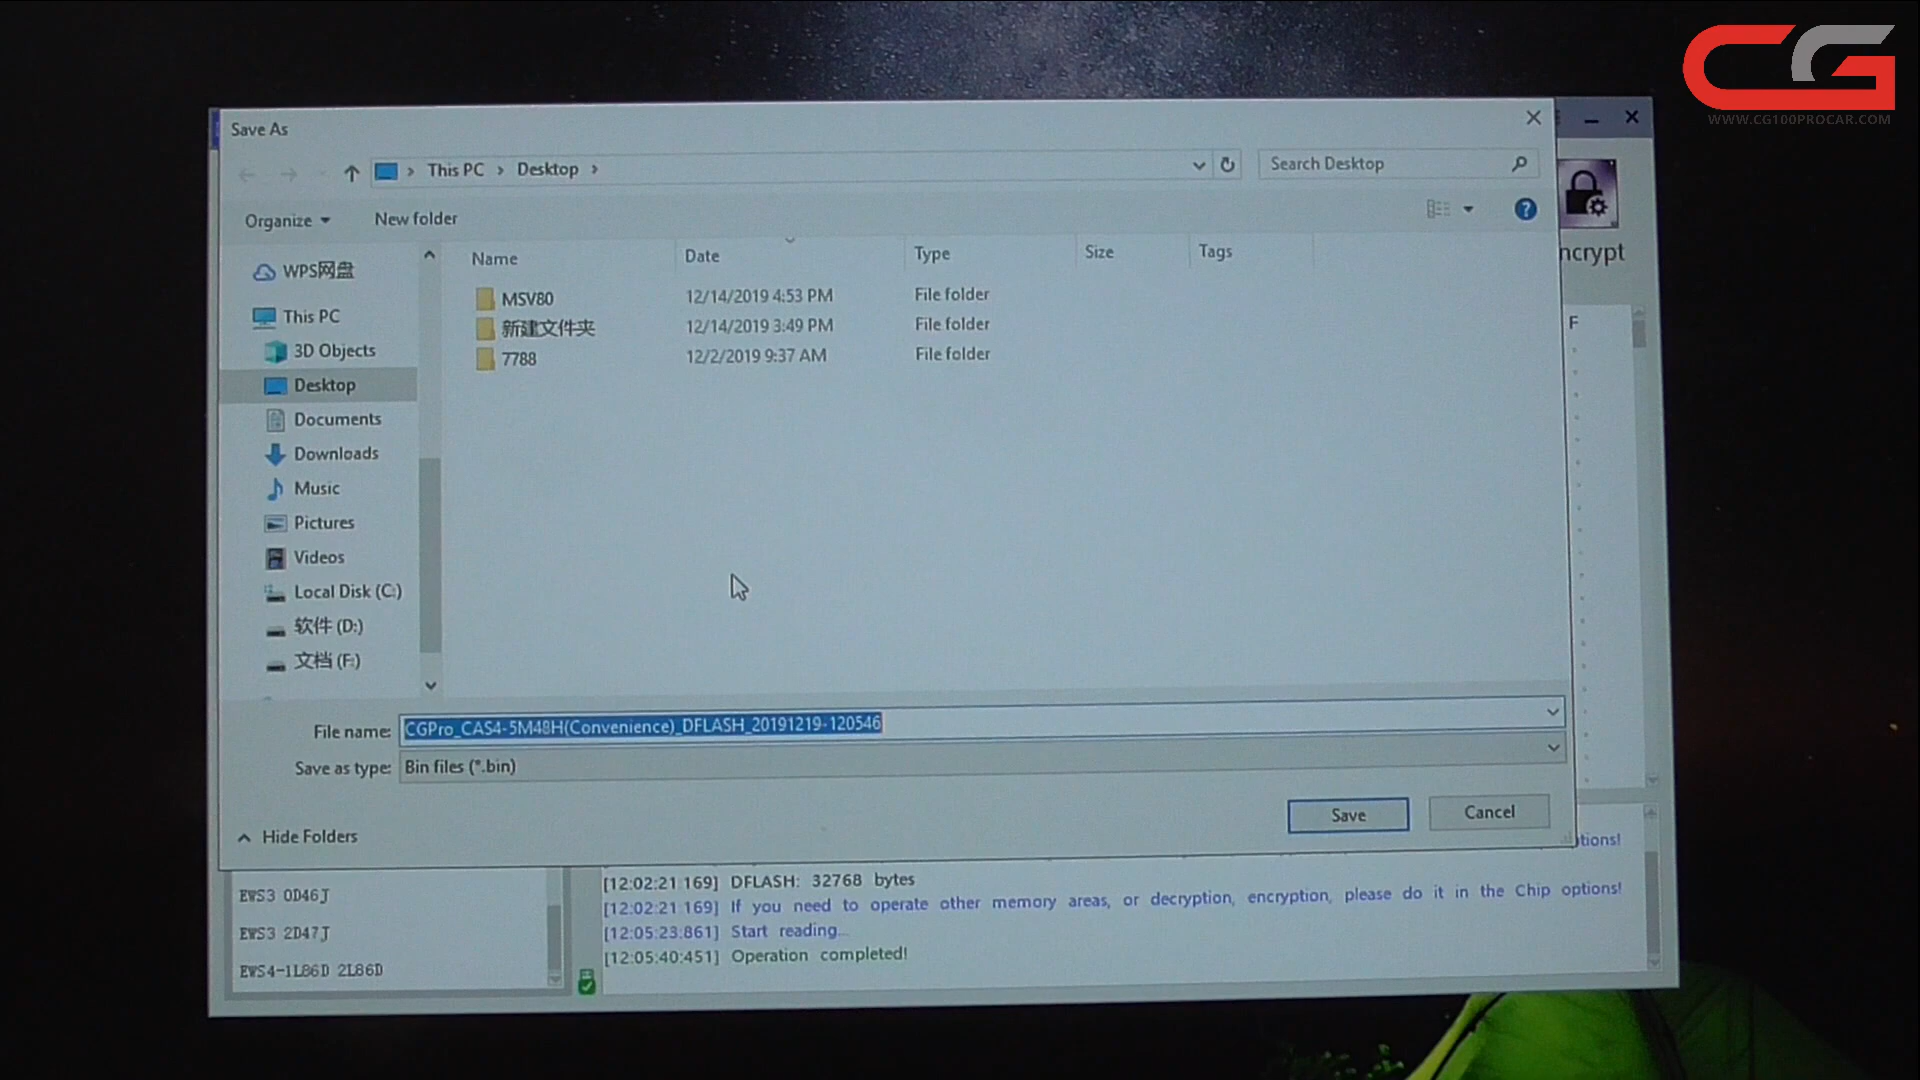 CG
WWW.CG100PROCAR.COM
Save As
This PC > Desktop >
Search Desktop
Organize
New folder
ncrypt
Name Date Type Size Tags
WPS网盘
This PC
3D Objects
Desktop
Documents
Downloads
Music
Pictures
Videos
Local Disk (C:)
软件 (D:)
文档 (F:)
MSV80 12/14/2019 4:53 PM File folder
新建文件夹 12/14/2019 3:49 PM File folder
7788 12/2/2019 9:37 AM File folder
F
File name: CGPro_CAS4-5M48H(Convenience)_DFLASH_20191219-120546
Save as type: Bin files (*.bin)
Save
Cancel
Hide Folders
ptions!
EWS3 0D46J
EWS3 2D47J
EWS4-1L86D 2L86D
[12:02:21 169] DFLASH: 32768 bytes
[12:02:21 169] If you need to operate other memory areas, or decryption, encryption, please do it in the Chip options!
[12:05:23:861] Start reading...
[12:05:40:451] Operation completed!